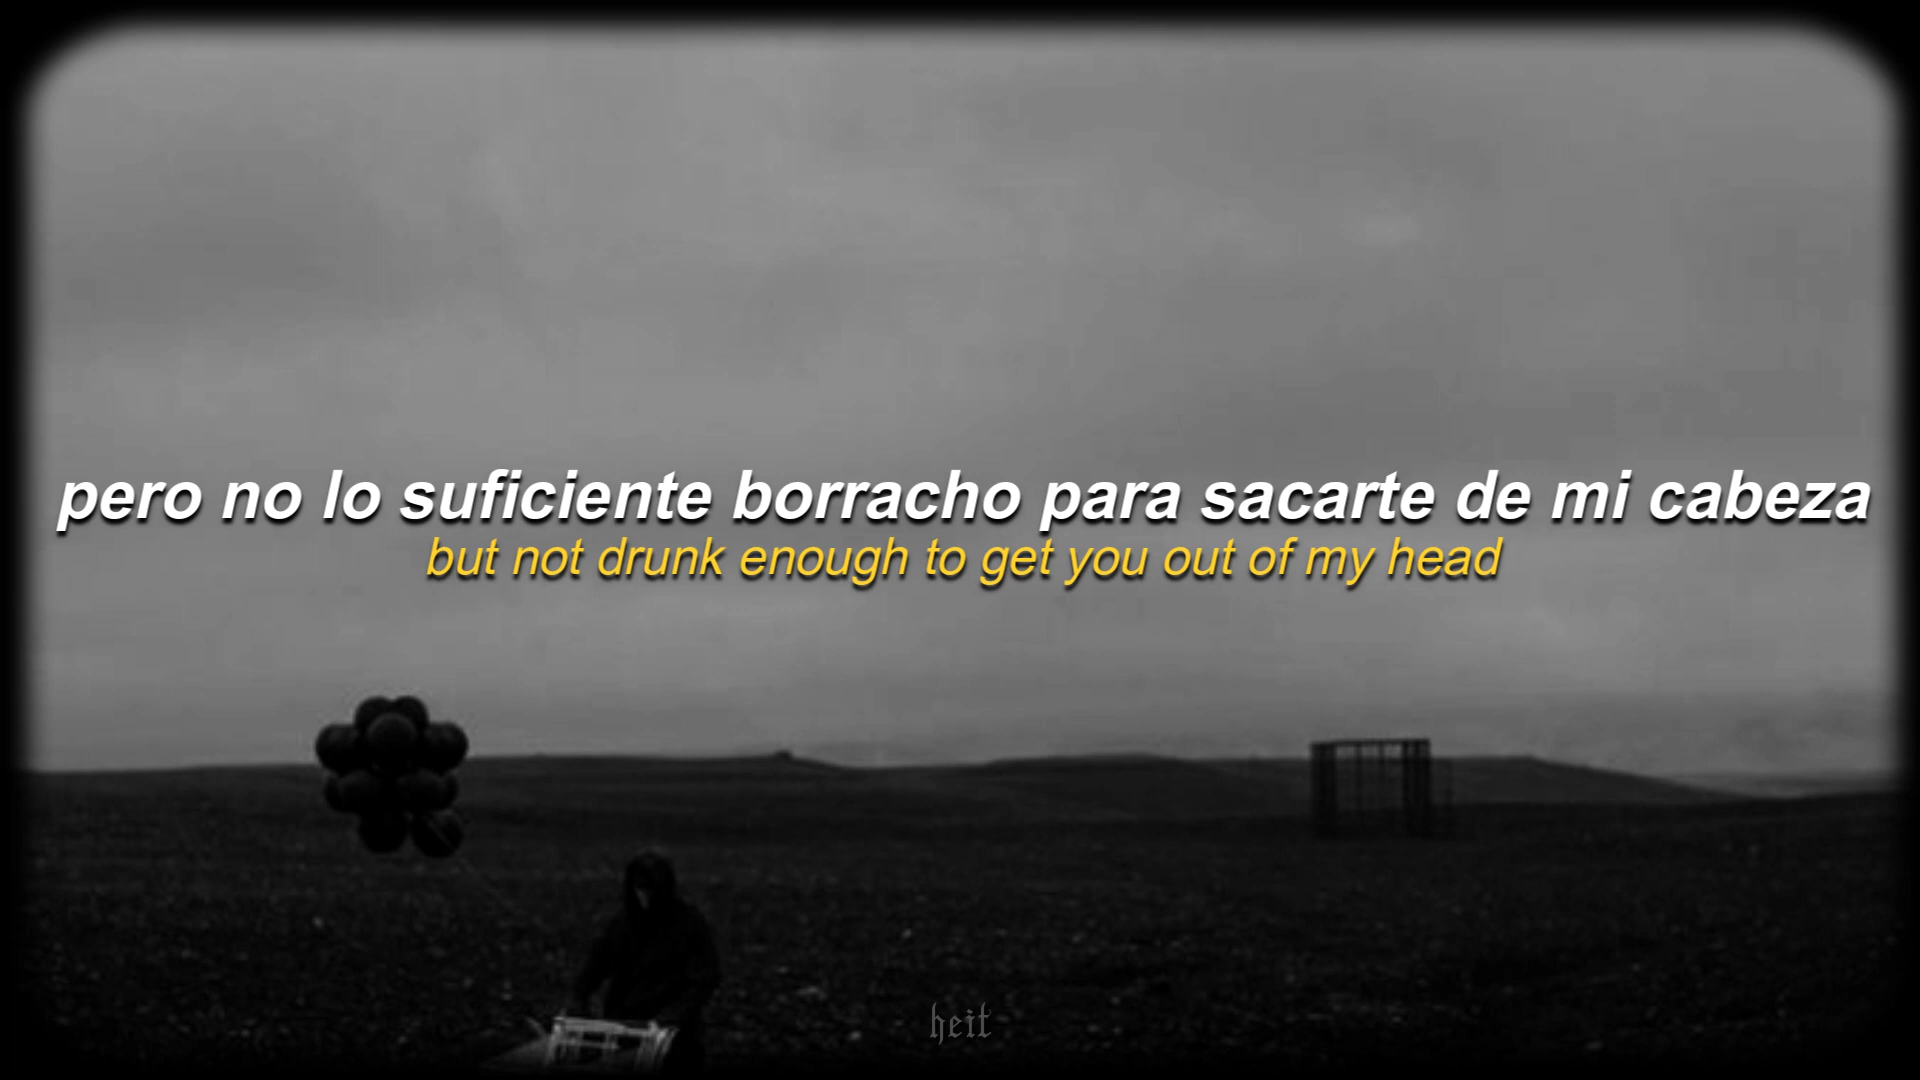 pero no lo suficiente borracho para sacarte de mi cabeza
but not drunk enough to get you out of my head
heit